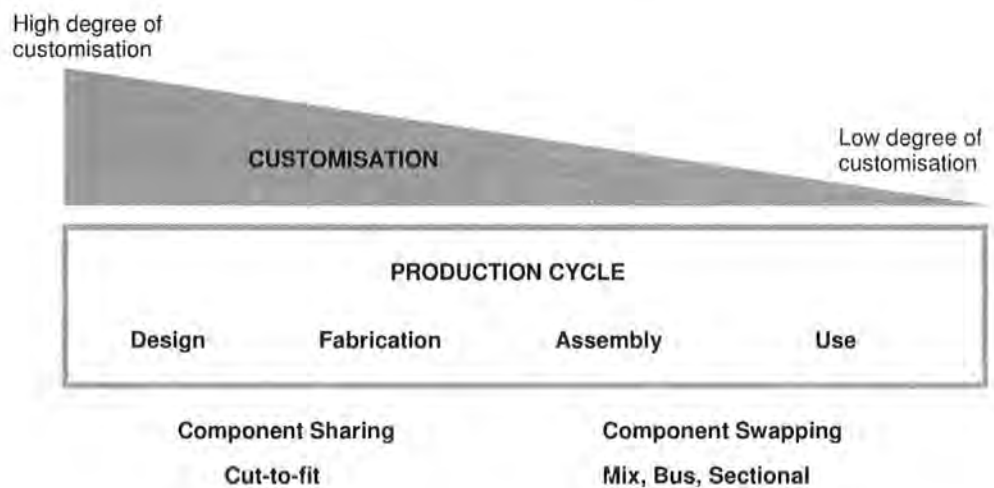 High degree of
customisation
CUSTOMISATION
Low degree of
customisation
PRODUCTION CYCLE
Design Fabrication Assembly Use
Component Sharing Component Swapping
Cut-to-fit Mix, Bus, Sectional